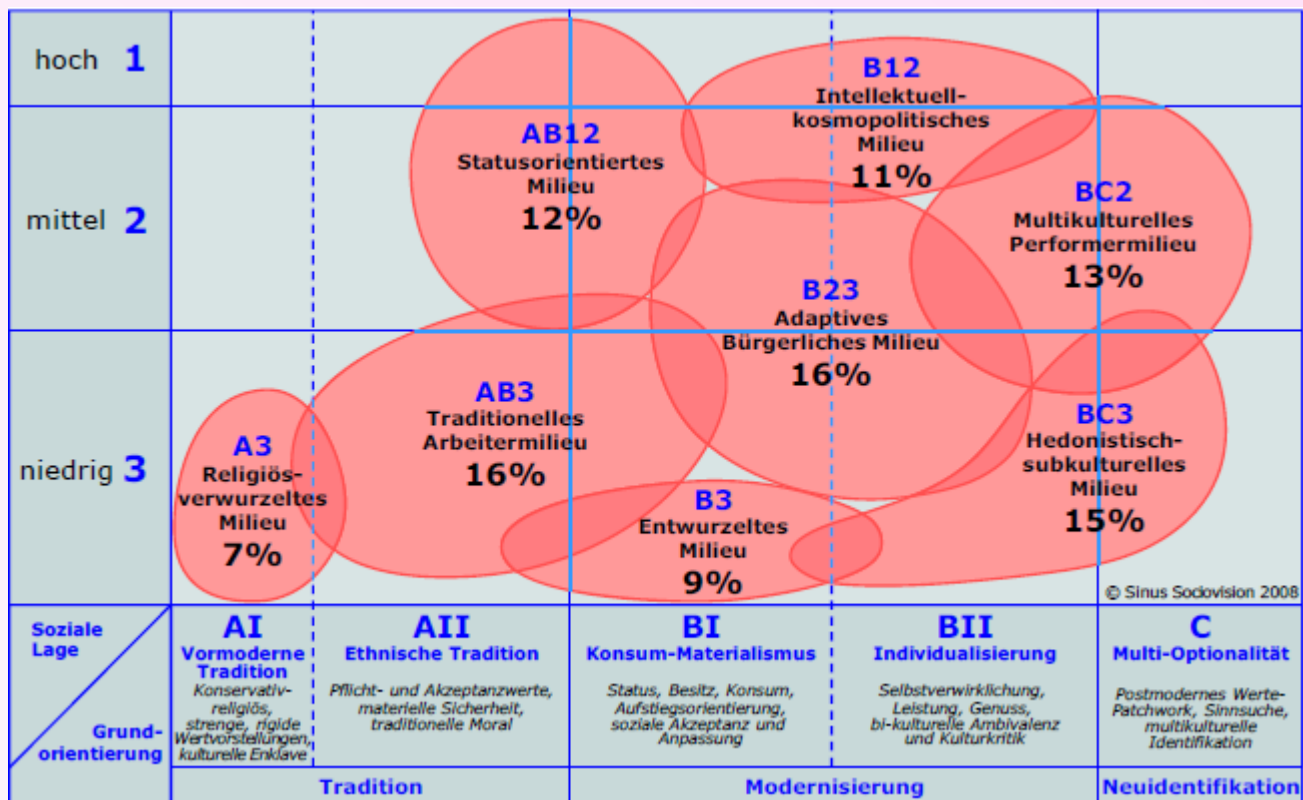 hoch 1
mittel 2
niedrig 3
AB12
Statusorientiertes
Milieu
12%
B12
Intellektuell-
kosmopolitisches
Milieu
11%
BC2
Multikulturelles
Performermilieu
13%
B23
Adaptives
Bürgerliches Milieu
16%
A3
Religiös-
verwurzeltes
Milieu
7%
AB3
Traditionelles
Arbeitermilieu
16%
B3
Entwurzeltes
Milieu
9%
BC3
Hedonistisch-
subkulturelles
Milieu
15%
© Sinus Sociovision 2008
Soziale
Lage
Grund-
orientierung
AI
Vormoderne
Tradition
Konservativ-
religiös,
strenge, rigide
Wertvorstellungen,
kulturelle Enklave
AII
Ethnische Tradition
Pflicht- und Akzeptanzwerte,
materielle Sicherheit,
traditionelle Moral
BI
Konsum-Materialismus
Status, Besitz, Konsum,
Aufstiegsorientierung,
soziale Akzeptanz und
Anpassung
BII
Individualisierung
Selbstverwirklichung,
Leistung, Genuss,
bi-kulturelle Ambivalenz
und Kulturkritik
C
Multi-Optionalität
Postmodernes Werte-
Patchwork, Sinnsuche,
multikulturelle
Identifikation
Tradition
Modernisierung
Neuidentifikation